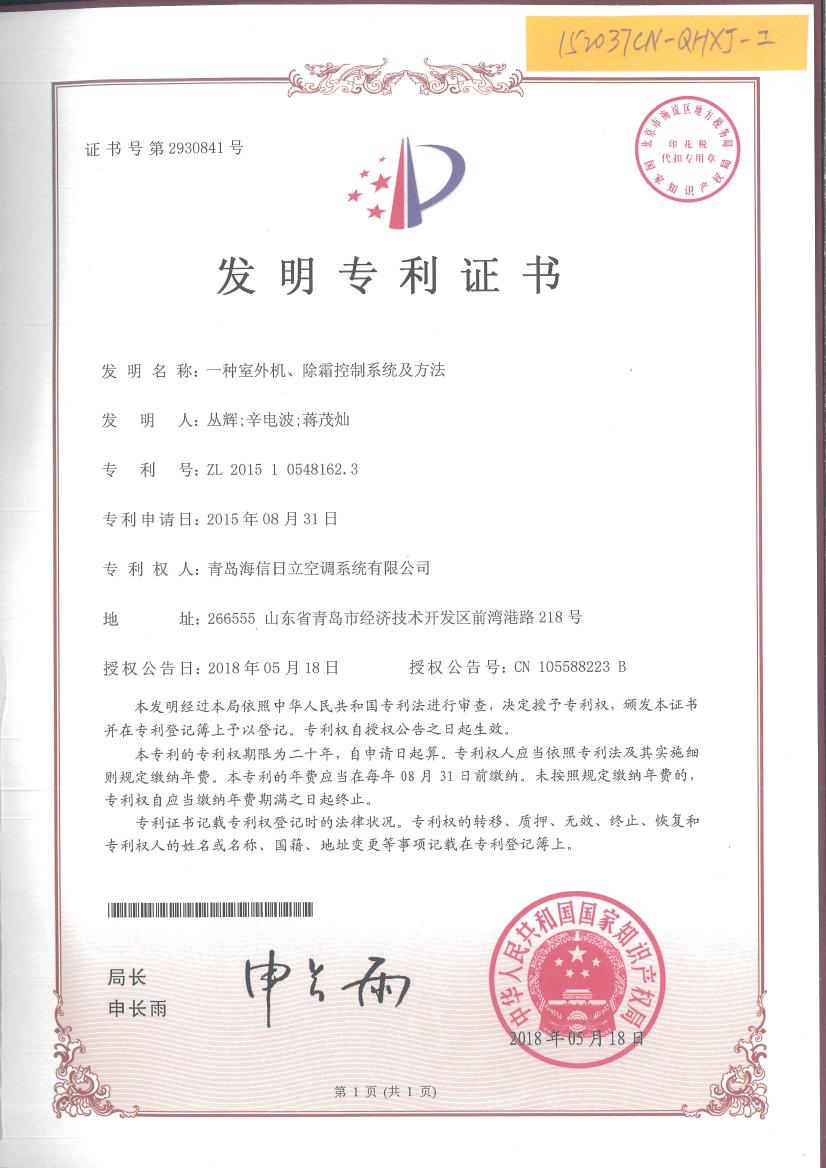 152037CN-QHXJ-I
证书号第2930841号
北京市海淀区地方税务局
印花税
代扣专用章
国家知识产权局
发明专利证书
发明名称：一种室外机、除霜控制系统及方法
发明人：丛辉;辛电波;蒋茂灿
专利号：ZL 2015 1 0548162.3
专利申请日：2015年08月31日
专利权人：青岛海信日立空调系统有限公司
地址：266555 山东省青岛市经济技术开发区前湾港路218号
授权公告日：2018年05月18日 授权公告号：CN 105588223 B
本发明经过本局依照中华人民共和国专利法进行审查，决定授予专利权，颁发本证书
并在专利登记簿上予以登记。专利权自授权公告之日起生效。
本专利的专利权期限为二十年，自申请日起算。专利权人应当依照专利法及其实施细
则规定缴纳年费。本专利的年费应当在每年08月31日前缴纳。未按照规定缴纳年费的，
专利权自应当缴纳年费期满之日起终止。
专利证书记载专利权登记时的法律状况。专利权的转移、质押、无效、终止、恢复和
专利权人的姓名或名称、国籍、地址变更等事项记载在专利登记簿上。
局长
申长雨
申长雨
中华人民共和国国家知识产权局
2018年05月18日
第1页(共1页)